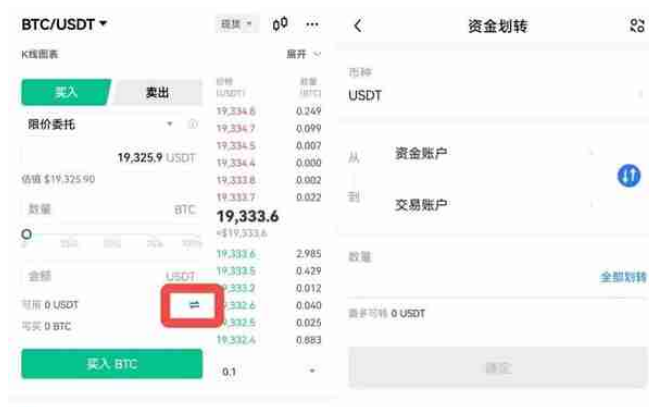 BTC/USDT
现货
K线图表
展开
买入
卖出
价格
(USDT)
数量
(BTC)
限价委托
19,334.6 0.249
19,334.7 0.099
19,334.5 0.007
19,334.4 0.000
19,333.8 0.002
19,333.7 0.022
19,325.9 USDT
估值 $19,325.90
数量 BTC
19,333.6
≈$19,333.6
19,333.6 2.985
19,333.5 0.429
19,333.2 0.012
19,332.6 0.040
19,332.5 0.025
19,332.4 0.883
金额 USDT
可用 0 USDT
可买 0 BTC
买入 BTC
0.1
资金划转
币种
USDT
从 资金账户
到 交易账户
数量
全部划转
最多可转 0 USDT
确定